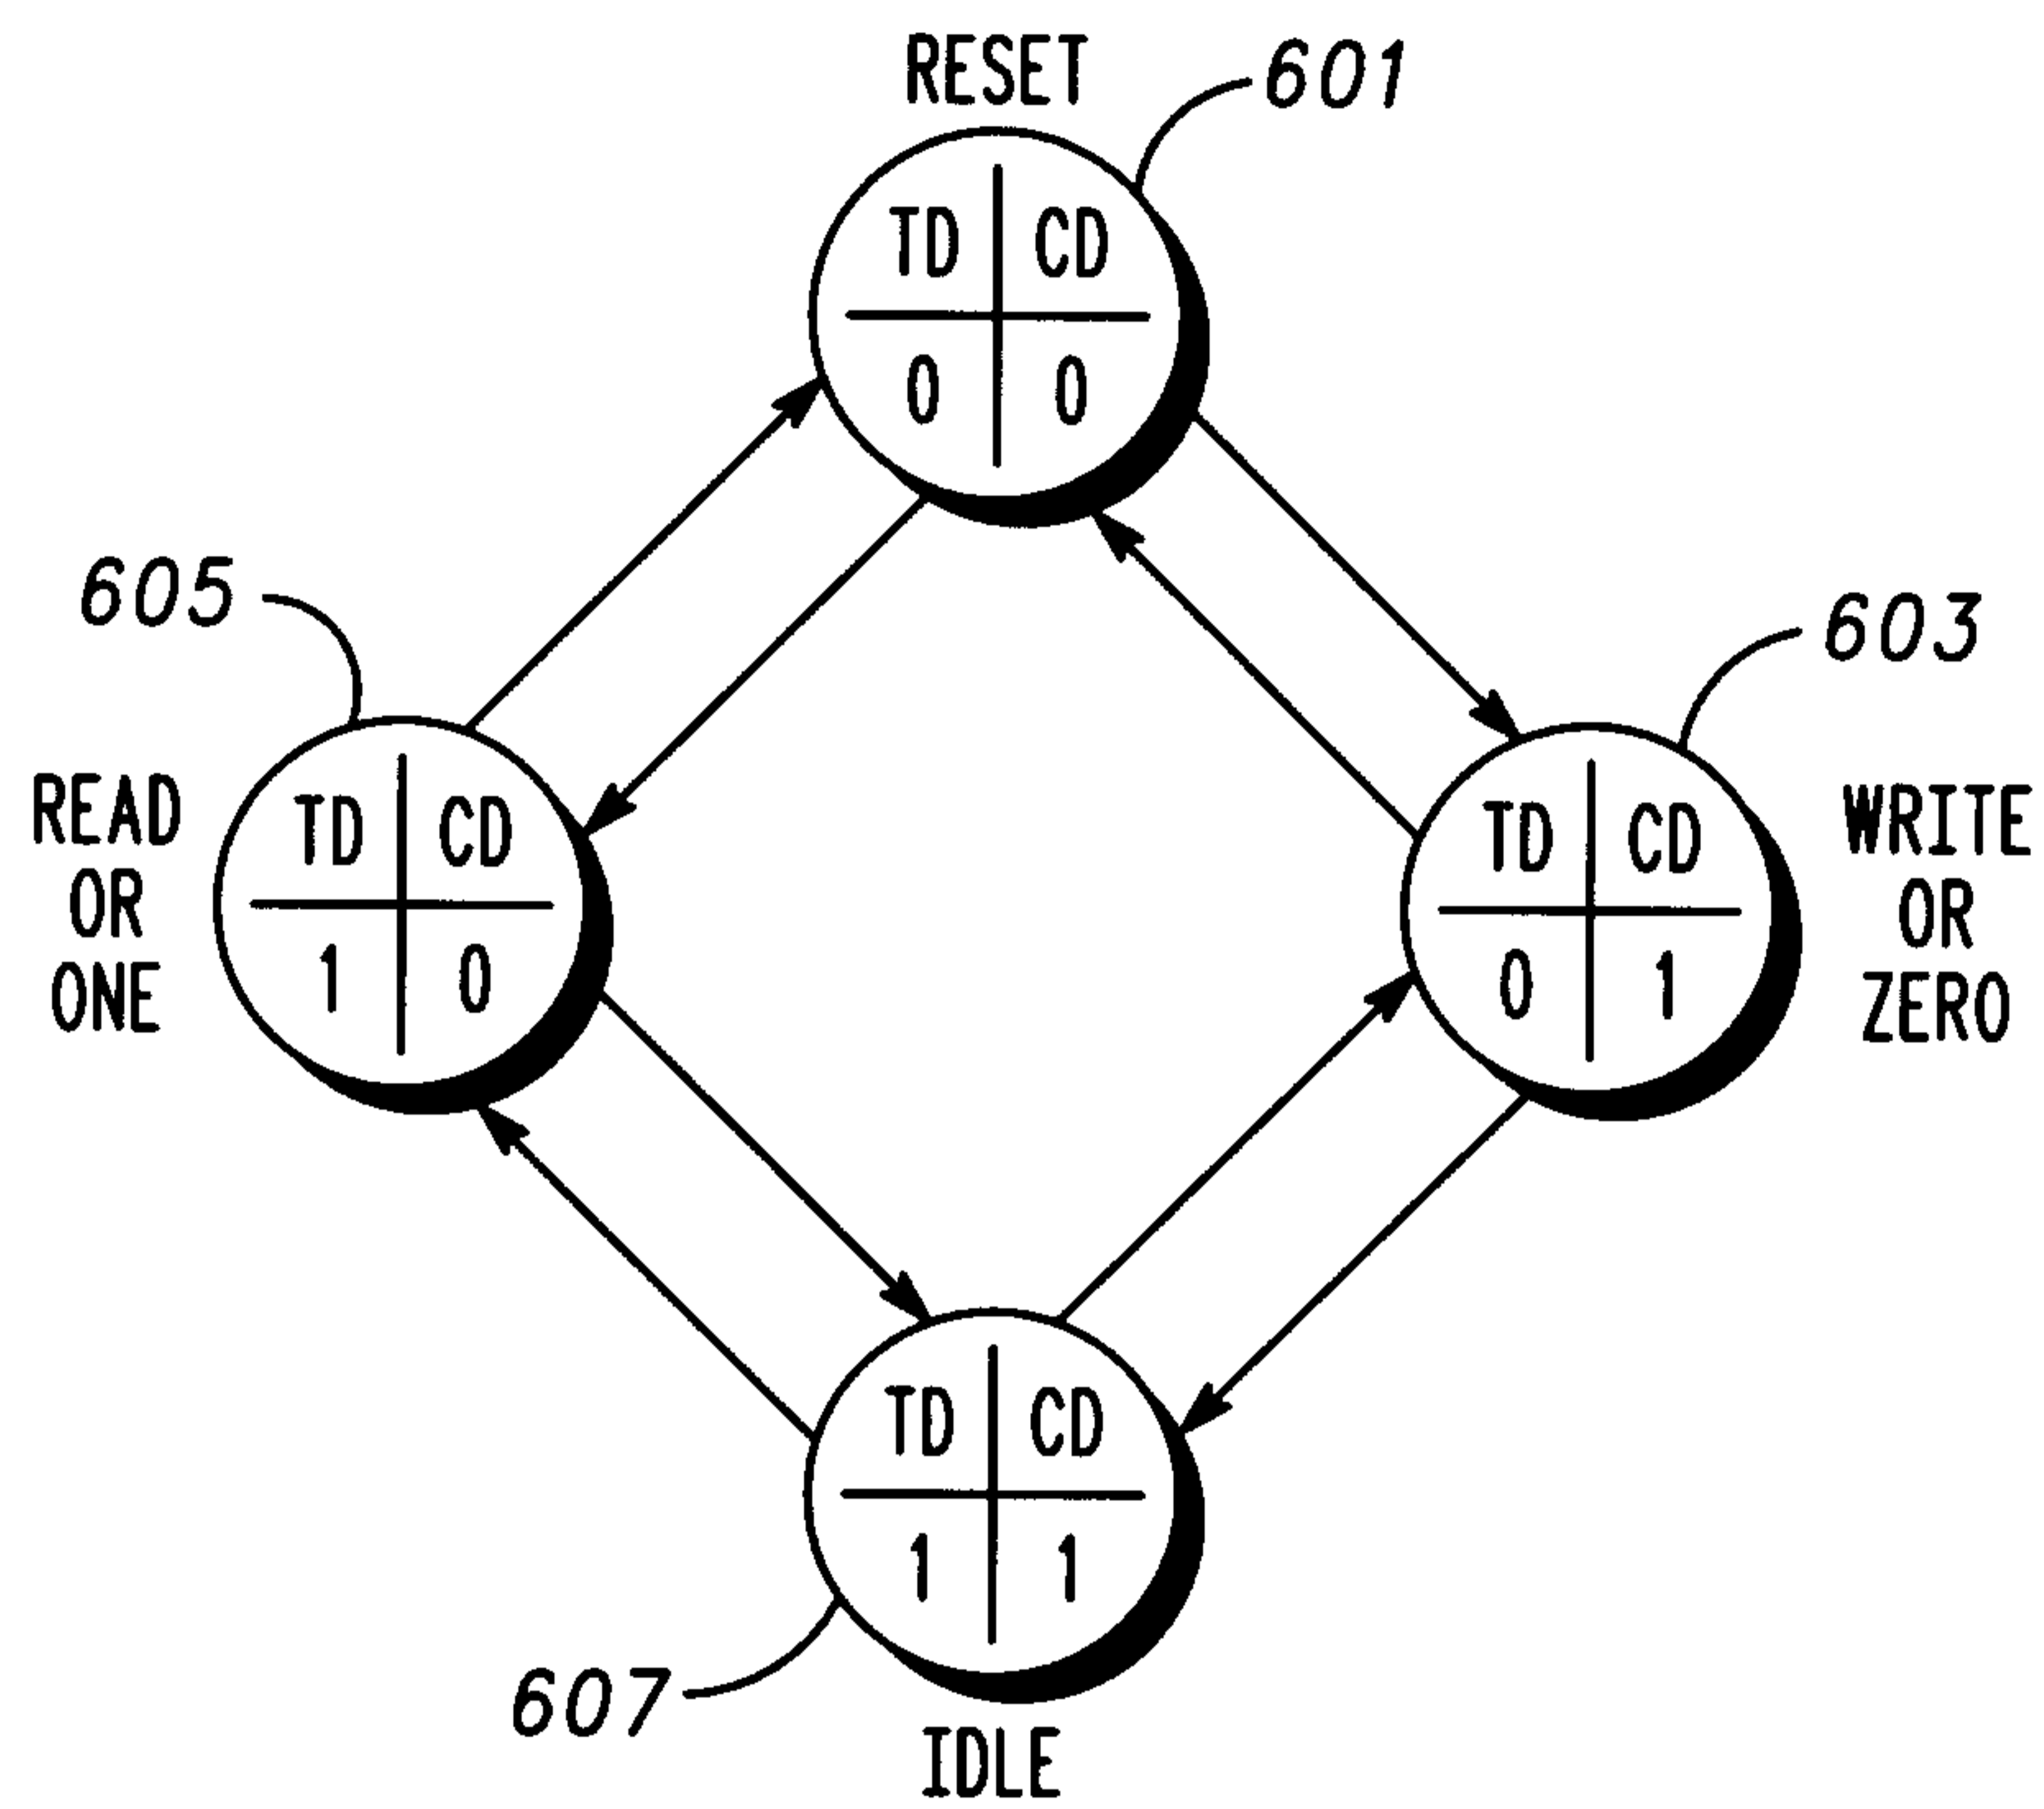 RESET
601
TD CD
0 0
605
603
READ
OR
ONE
TD CD
1 0
TD CD
0 1
WRITE
OR
ZERO
TD CD
1 1
607
IDLE